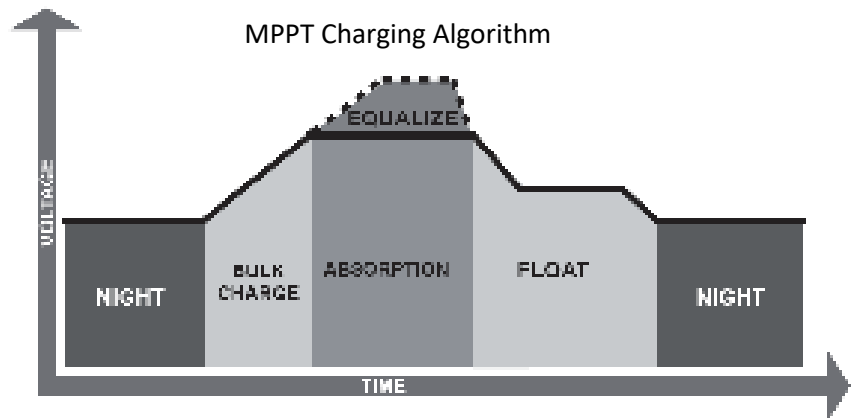 MPPT Charging Algorithm
EQUALIZE
VOLTAGE
BULK
CHARGE
ABSORPTION
FLOAT
NIGHT
NIGHT
TIME